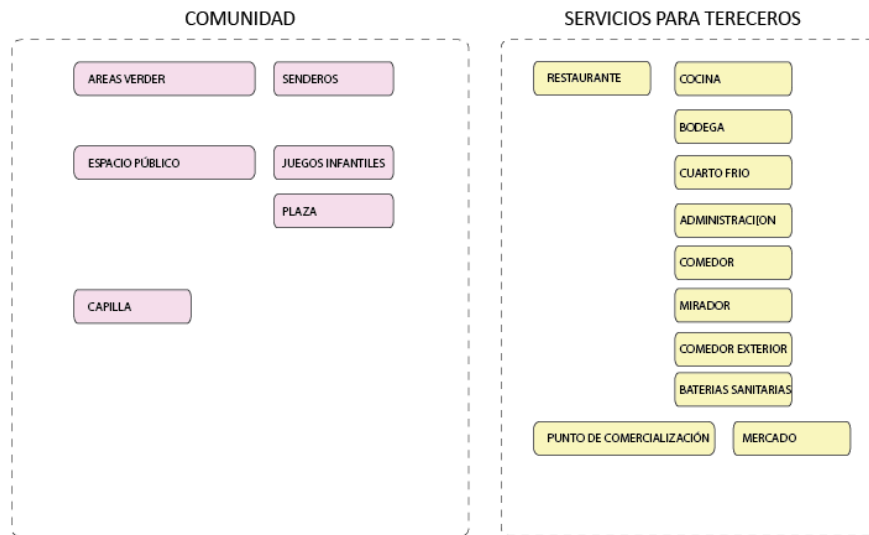 COMUNIDAD
AREAS VERDER
SENDEROS
ESPACIO PÚBLICO
JUEGOS INFANTILES
PLAZA
CAPILLA
SERVICIOS PARA TERECEROS
RESTAURANTE
COCINA
BODEGA
CUARTO FRIO
ADMINISTRACI[ON
COMEDOR
MIRADOR
COMEDOR EXTERIOR
BATERIAS SANITARIAS
PUNTO DE COMERCIALIZACIÓN
MERCADO